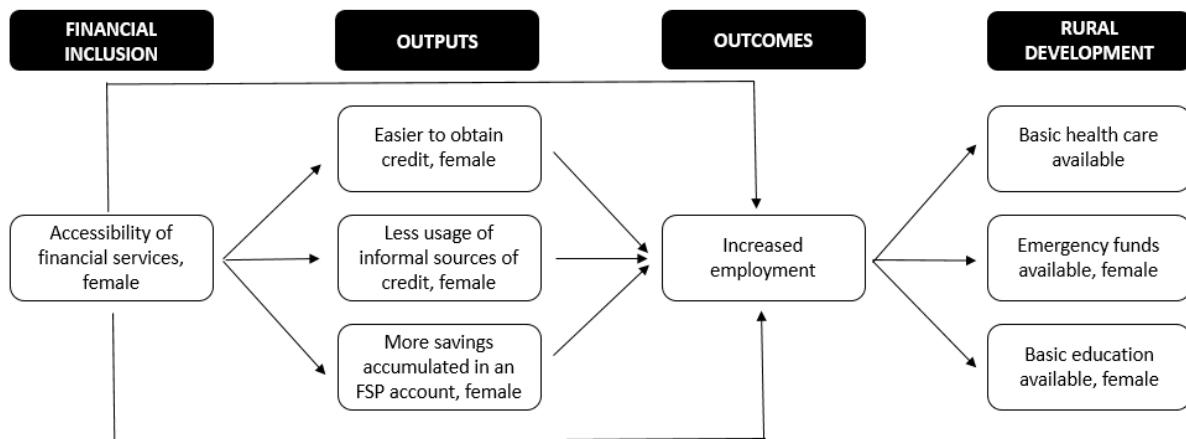 FINANCIAL
INCLUSION
OUTPUTS
OUTCOMES
RURAL
DEVELOPMENT
Accessibility of
financial services,
female
Easier to obtain
credit, female
Less usage of
informal sources of
credit, female
More savings
accumulated in an
FSP account, female
Increased
employment
Basic health care
available
Emergency funds
available, female
Basic education
available, female